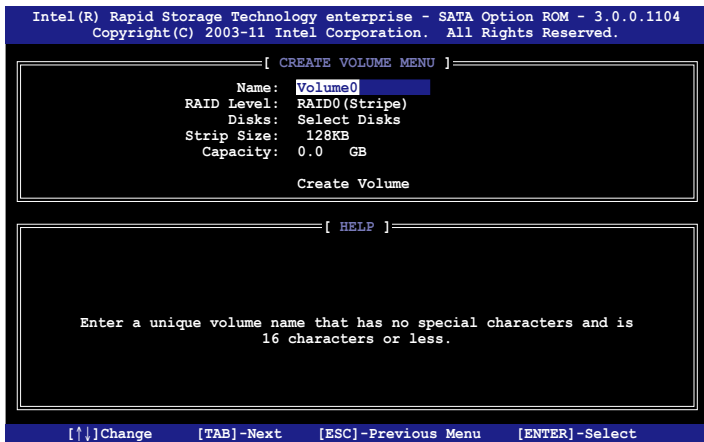 Intel(R) Rapid Storage Technology enterprise - SATA Option ROM - 3.0.0.1104
Copyright(C) 2003-11 Intel Corporation. All Rights Reserved.
[ CREATE VOLUME MENU ]
Name: Volume0
RAID Level: RAID0(Stripe)
Disks: Select Disks
Strip Size: 128KB
Capacity: 0.0 GB
Create Volume
[ HELP ]
Enter a unique volume name that has no special characters and is
16 characters or less.
[↑↓]Change [TAB]-Next [ESC]-Previous Menu [ENTER]-Select